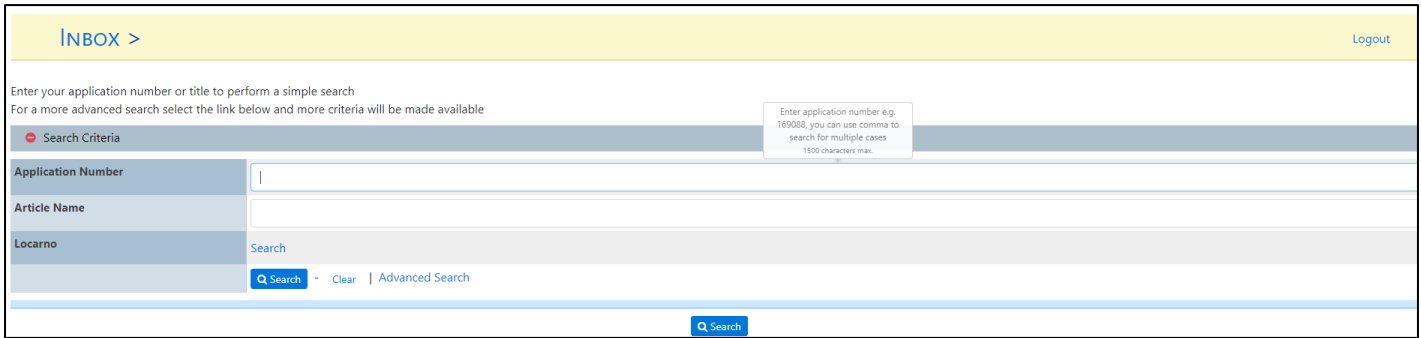 INBOX >
Logout
Enter your application number or title to perform a simple search
For a more advanced search select the link below and more criteria will be made available
Enter application number e.g.
169088, you can use comma to
search for multiple cases
1500 characters max.
Search Criteria
Application Number
Article Name
Locarno
Search
Search - Clear | Advanced Search
Search